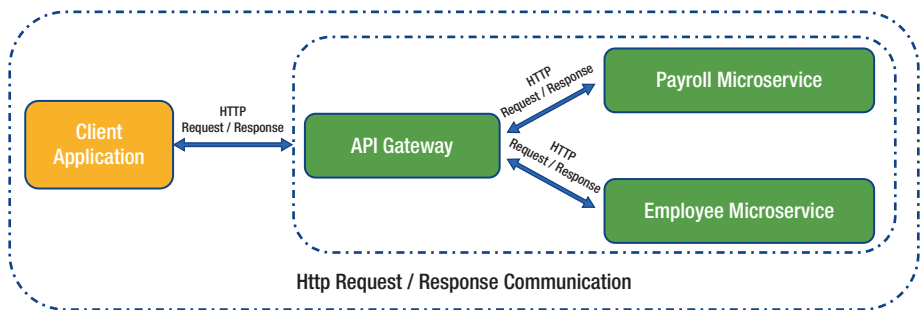 Client
Application
HTTP
Request / Response
API Gateway
HTTP
Request / Response
Payroll Microservice
HTTP
Request / Response
Employee Microservice
Http Request / Response Communication